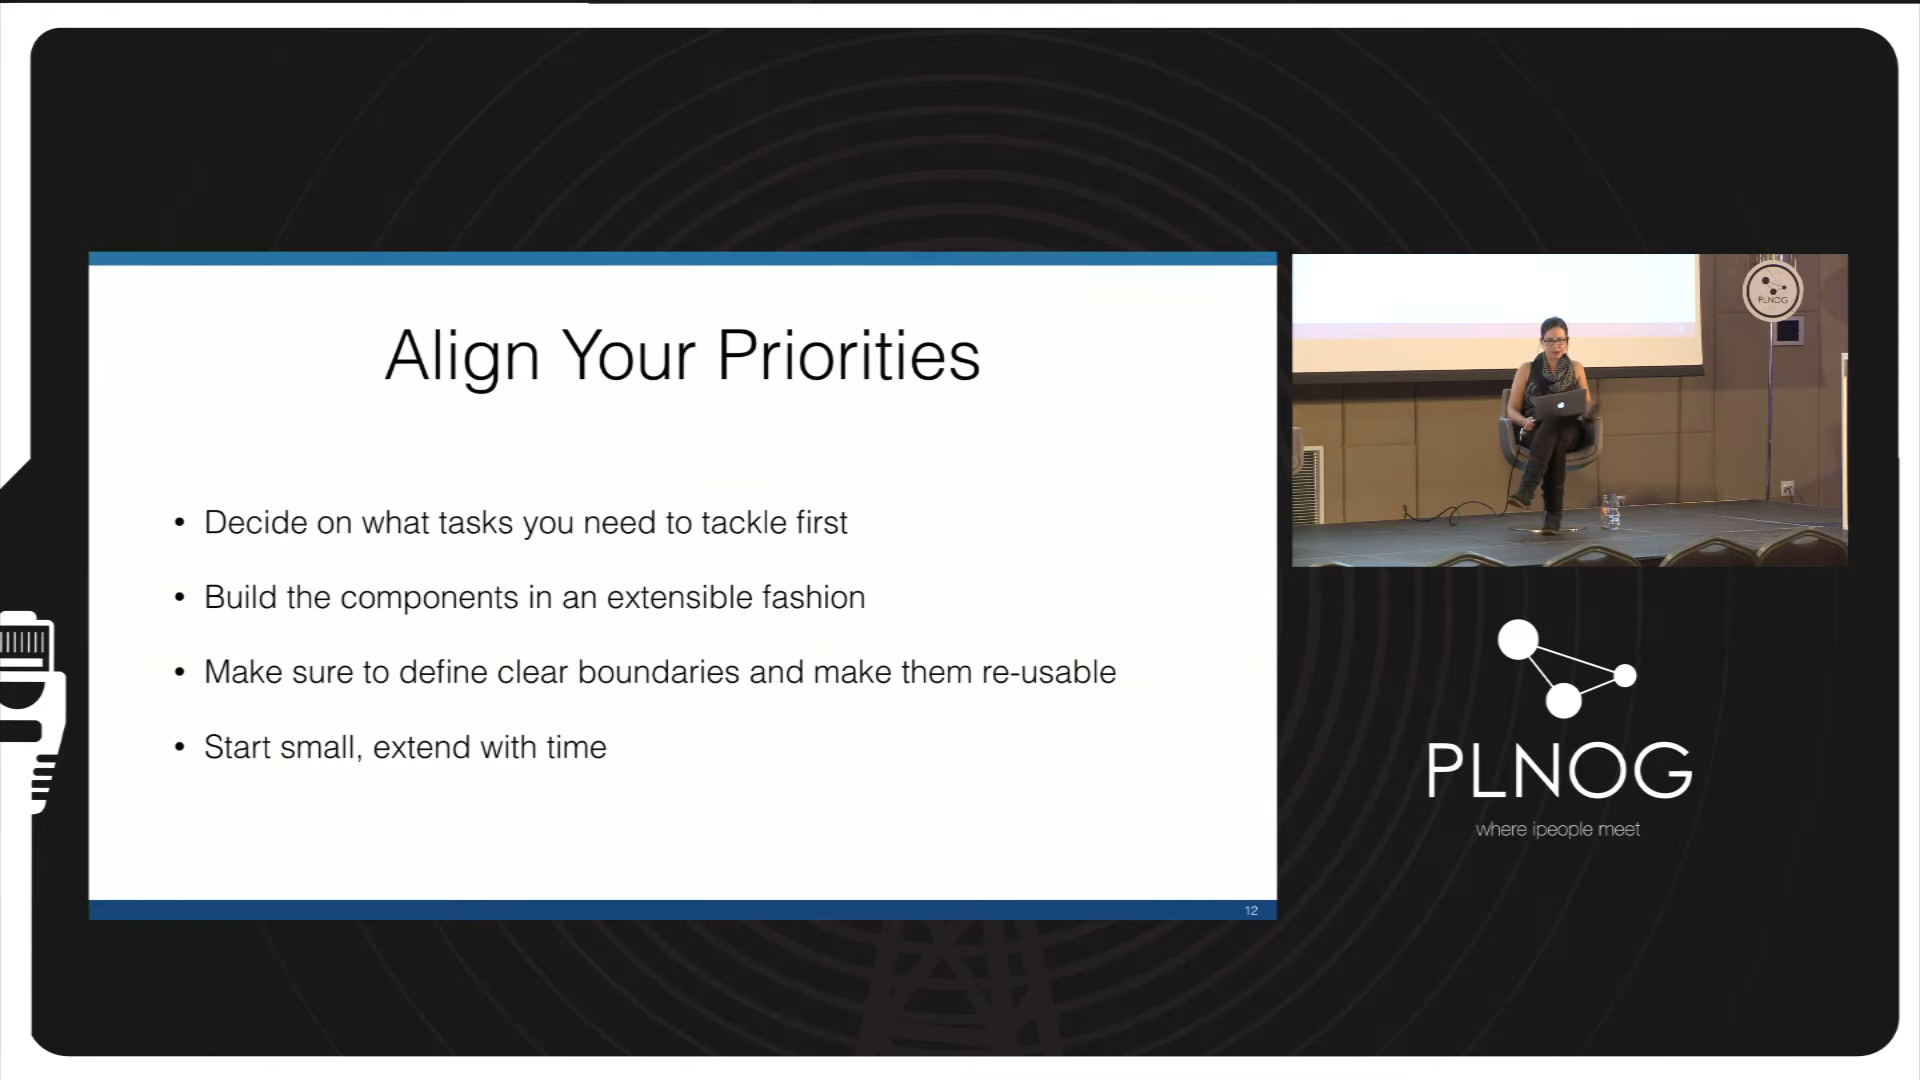 Align Your Priorities
• Decide on what tasks you need to tackle first
• Build the components in an extensible fashion
• Make sure to define clear boundaries and make them re-usable
• Start small, extend with time
12
PLNOG
PLNOG
where ipeople meet